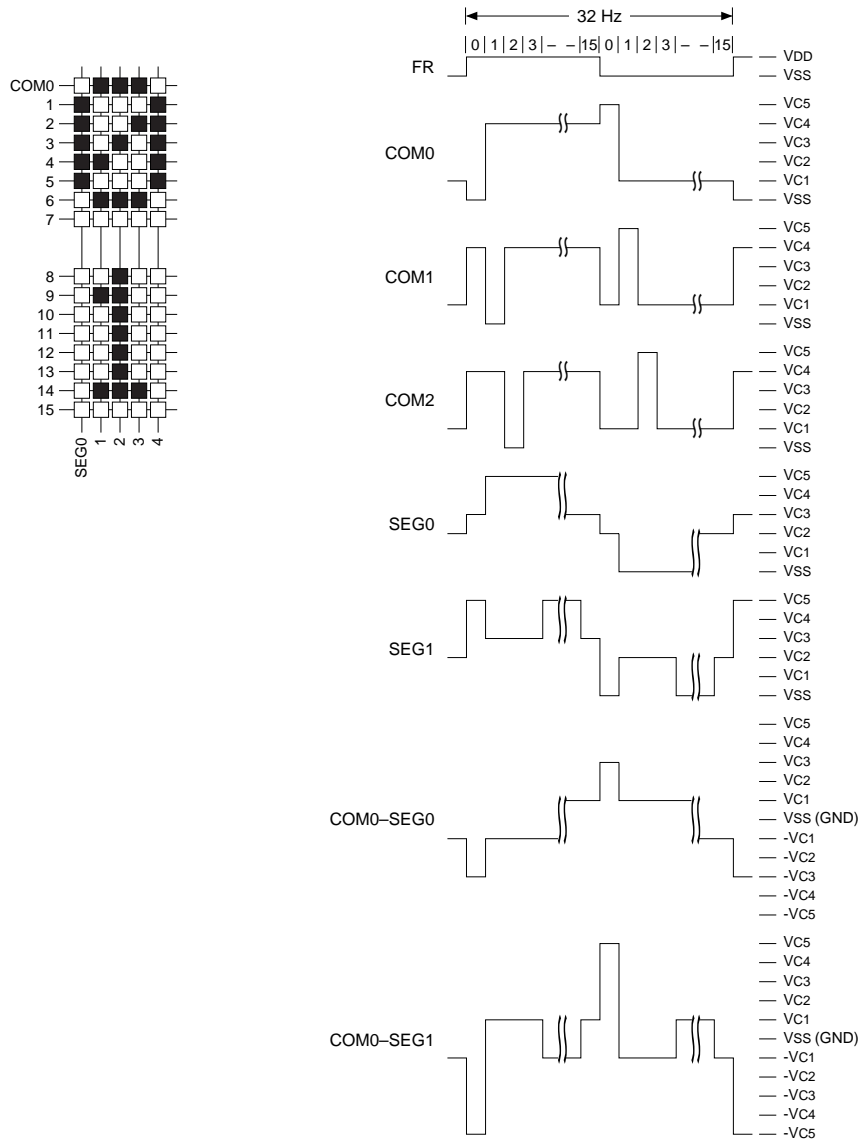 COM0
1
2
3
4
5
6
7
8
9
10
11
12
13
14
15
SEG0 1 2 3 4
32 Hz
0 1 2 3 – – 15 0 1 2 3 – – 15
FR
VDD
VSS
COM0
VC5
VC4
VC3
VC2
VC1
VSS
COM1
VC5
VC4
VC3
VC2
VC1
VSS
COM2
VC5
VC4
VC3
VC2
VC1
VSS
SEG0
VC5
VC4
VC3
VC2
VC1
VSS
SEG1
VC5
VC4
VC3
VC2
VC1
VSS
COM0–SEG0
VC5
VC4
VC3
VC2
VC1
VSS (GND)
-VC1
-VC2
-VC3
-VC4
-VC5
COM0–SEG1
VC5
VC4
VC3
VC2
VC1
VSS (GND)
-VC1
-VC2
-VC3
-VC4
-VC5